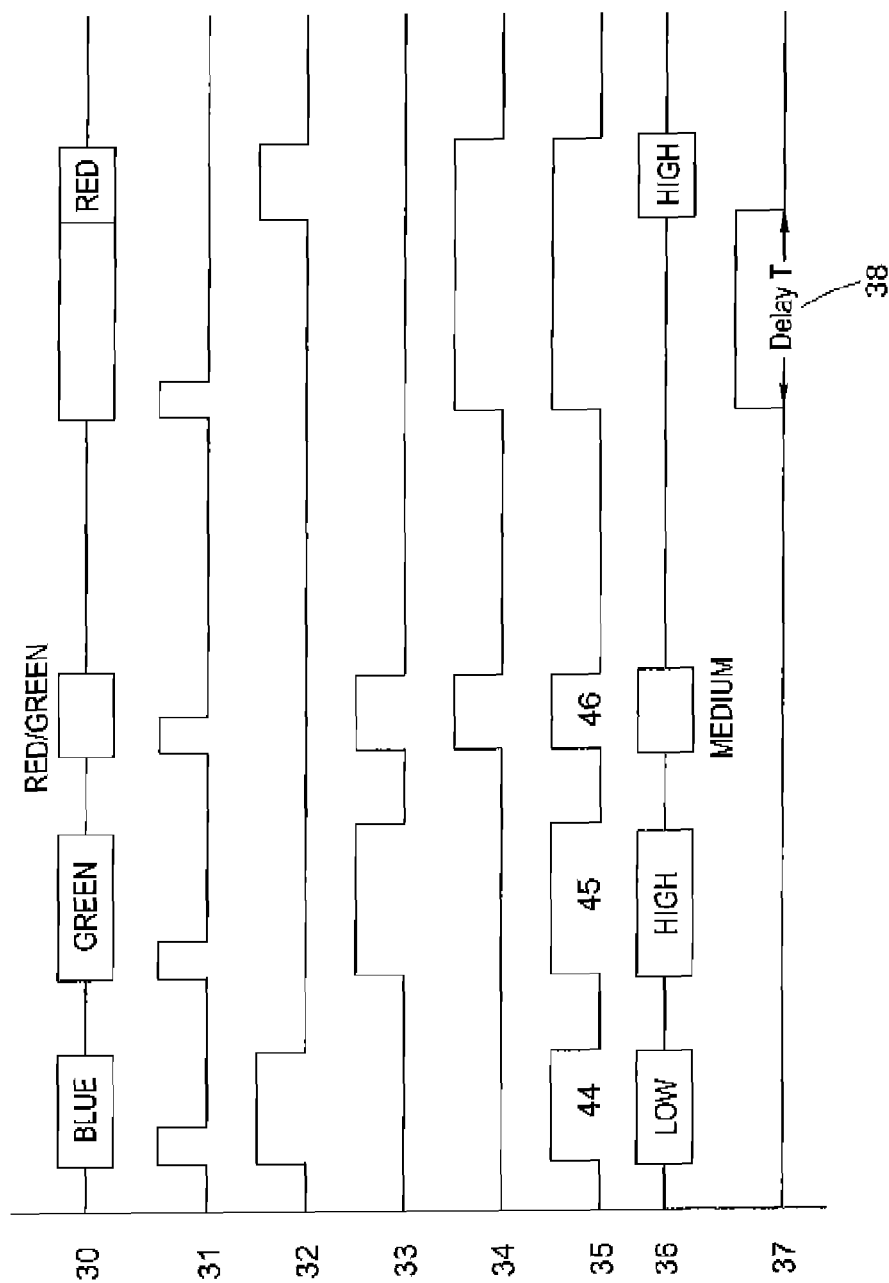 30
BLUE
GREEN
RED/GREEN
RED
31
32
33
34
35
44
45
46
36
LOW
HIGH
MEDIUM
HIGH
37
Delay T
38